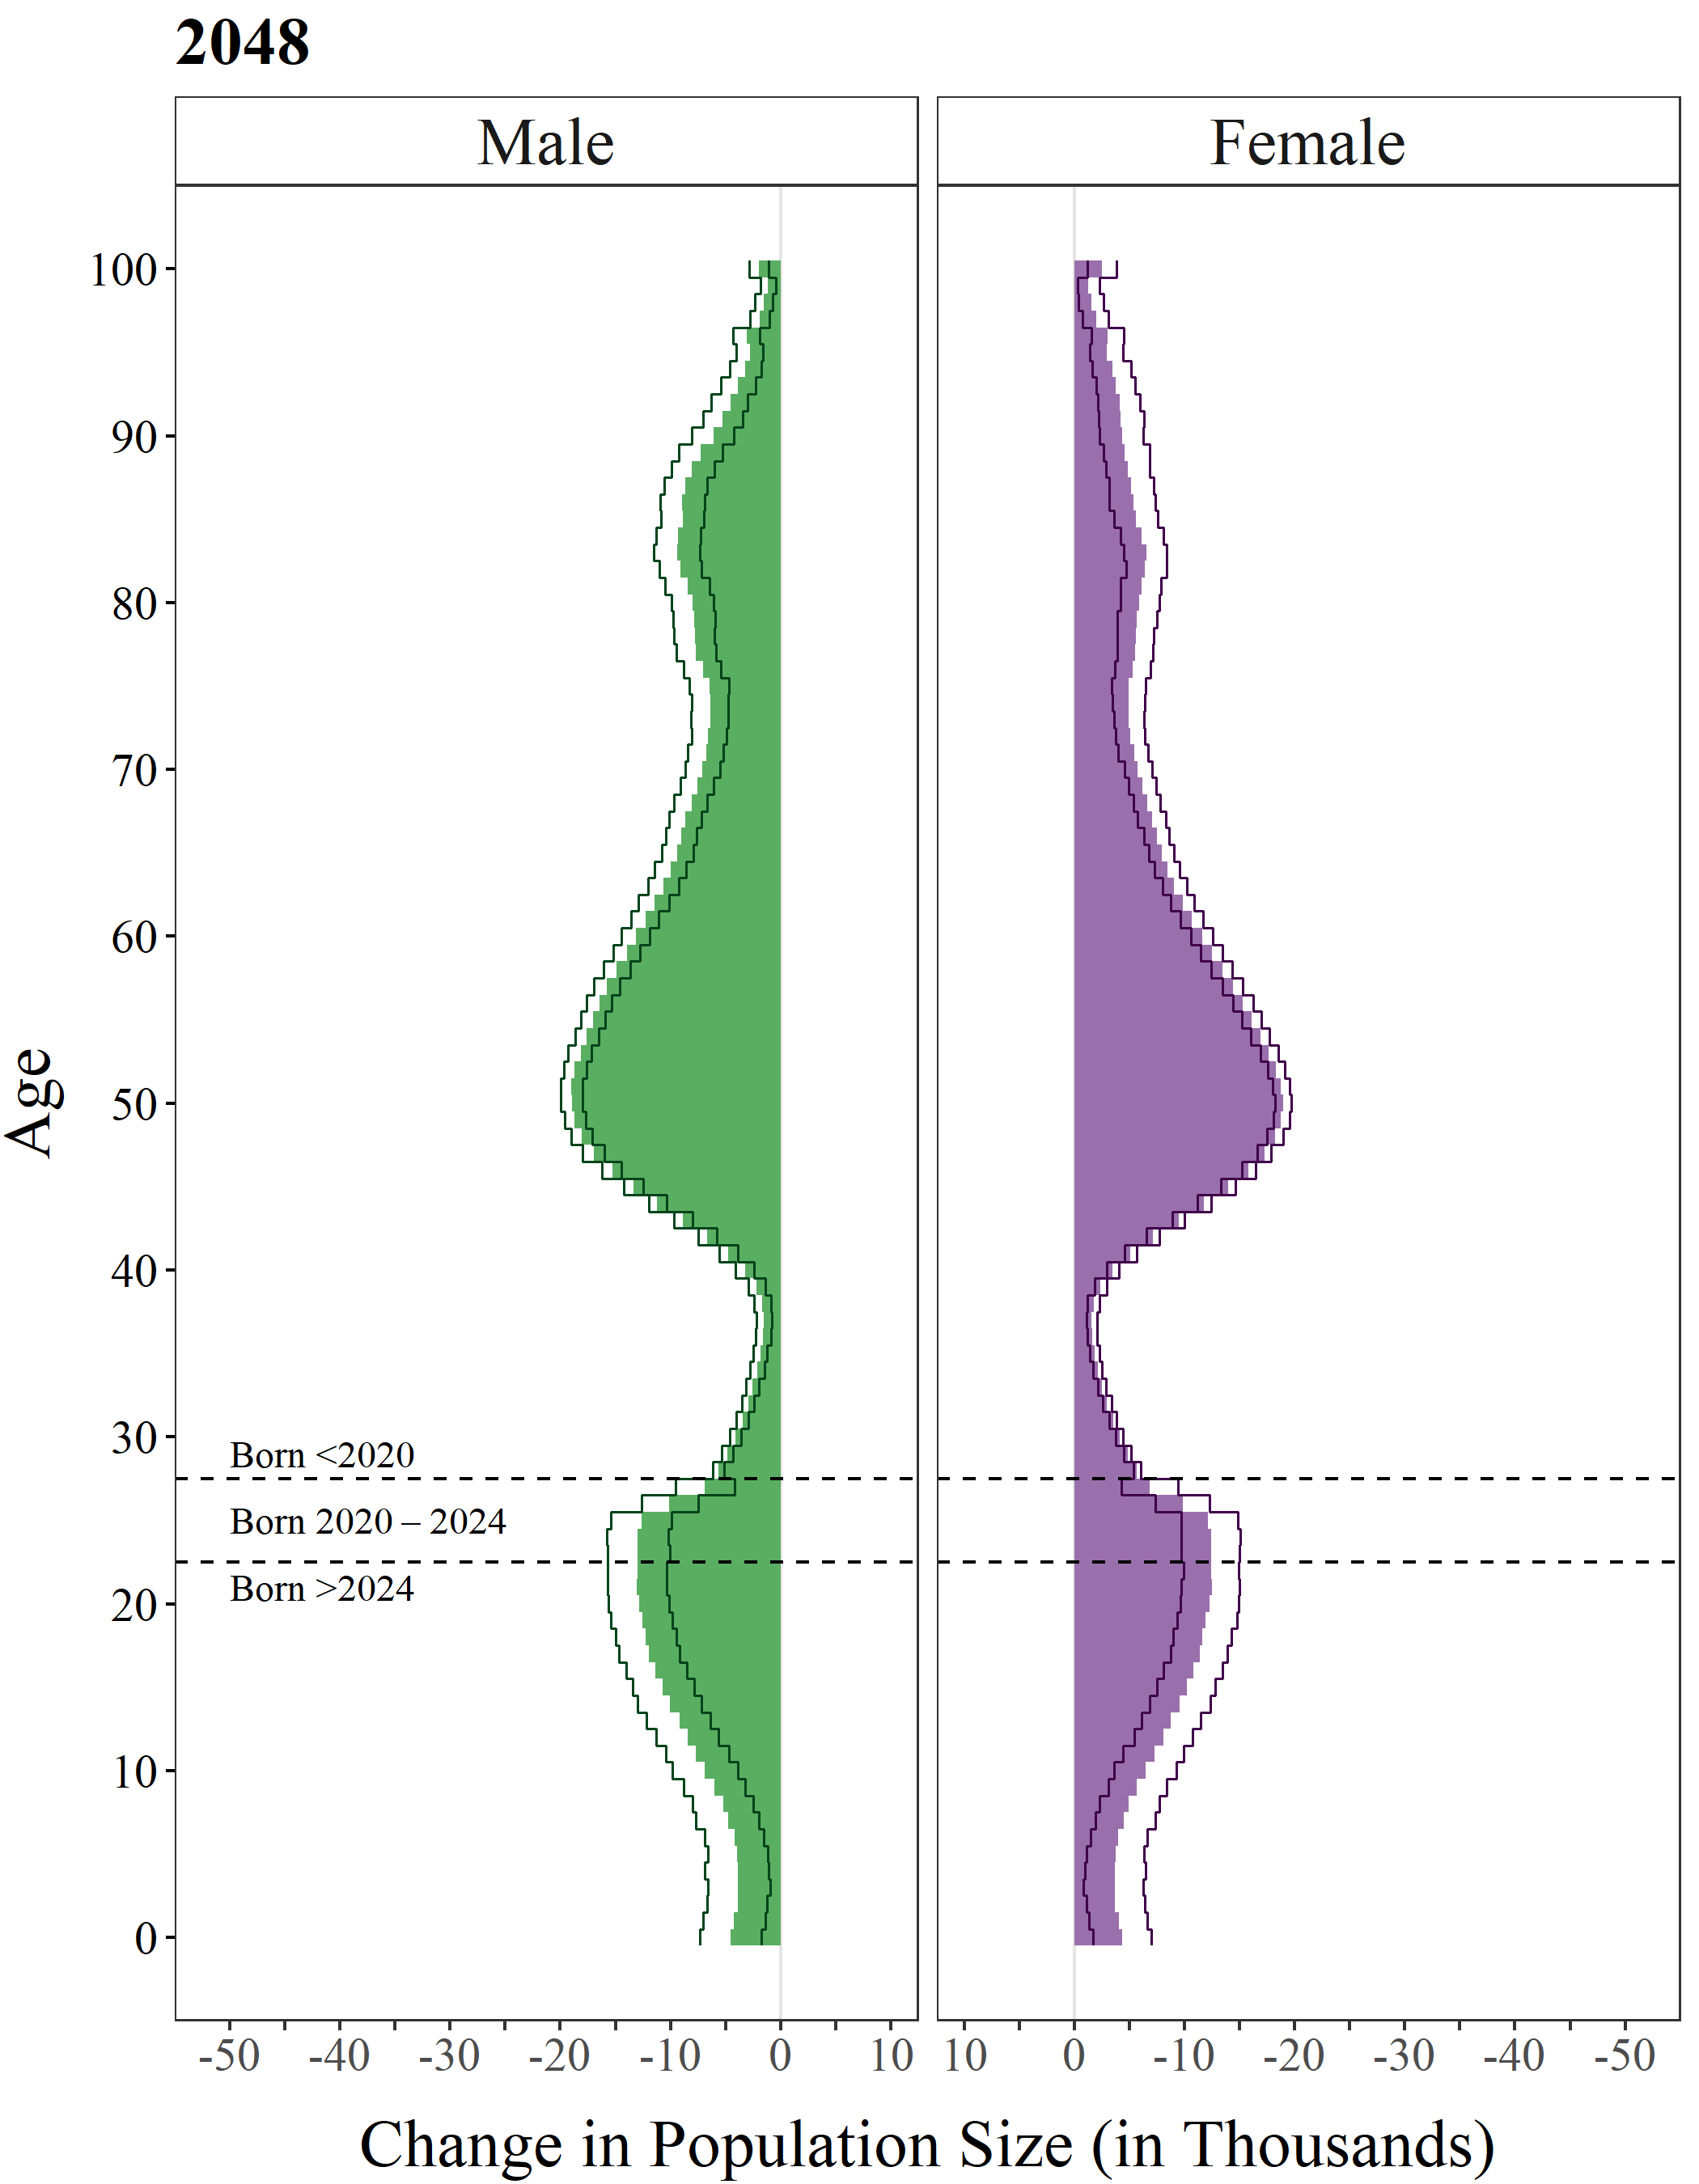 2048
Male
Female
100
90
80
70
60
50
40
30
20
10
0
Age
Born <2020
Born 2020 – 2024
Born >2024
-50 -40 -30 -20 -10 0 10
10 0 -10 -20 -30 -40 -50
Change in Population Size (in Thousands)